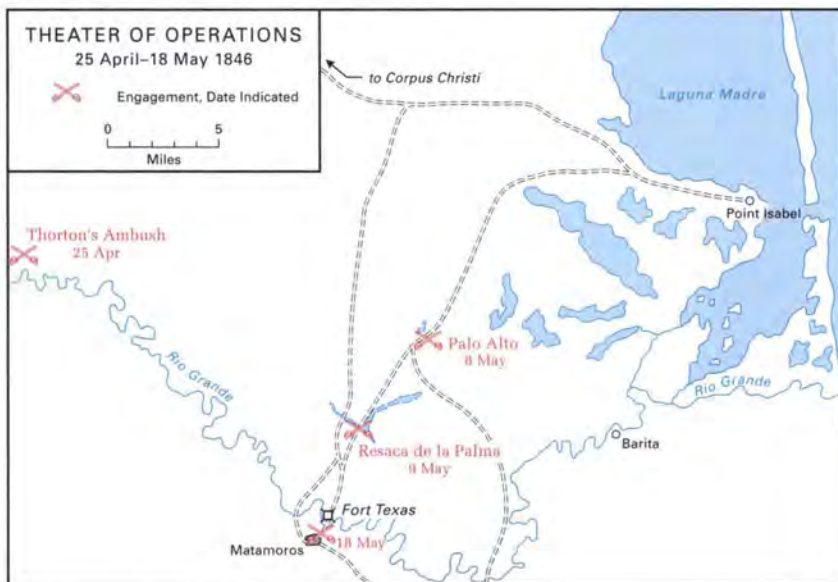 THEATER OF OPERATIONS
25 April–18 May 1846
Engagement, Date Indicated
0 5
Miles
to Corpus Christi
Laguna Madre
Point Isabel
Thorton's Ambush
25 Apr
Palo Alto
8 May
Rio Grande
Rio Grande
Barita
Resaca de la Palma
9 May
Fort Texas
18 May
Matamoros